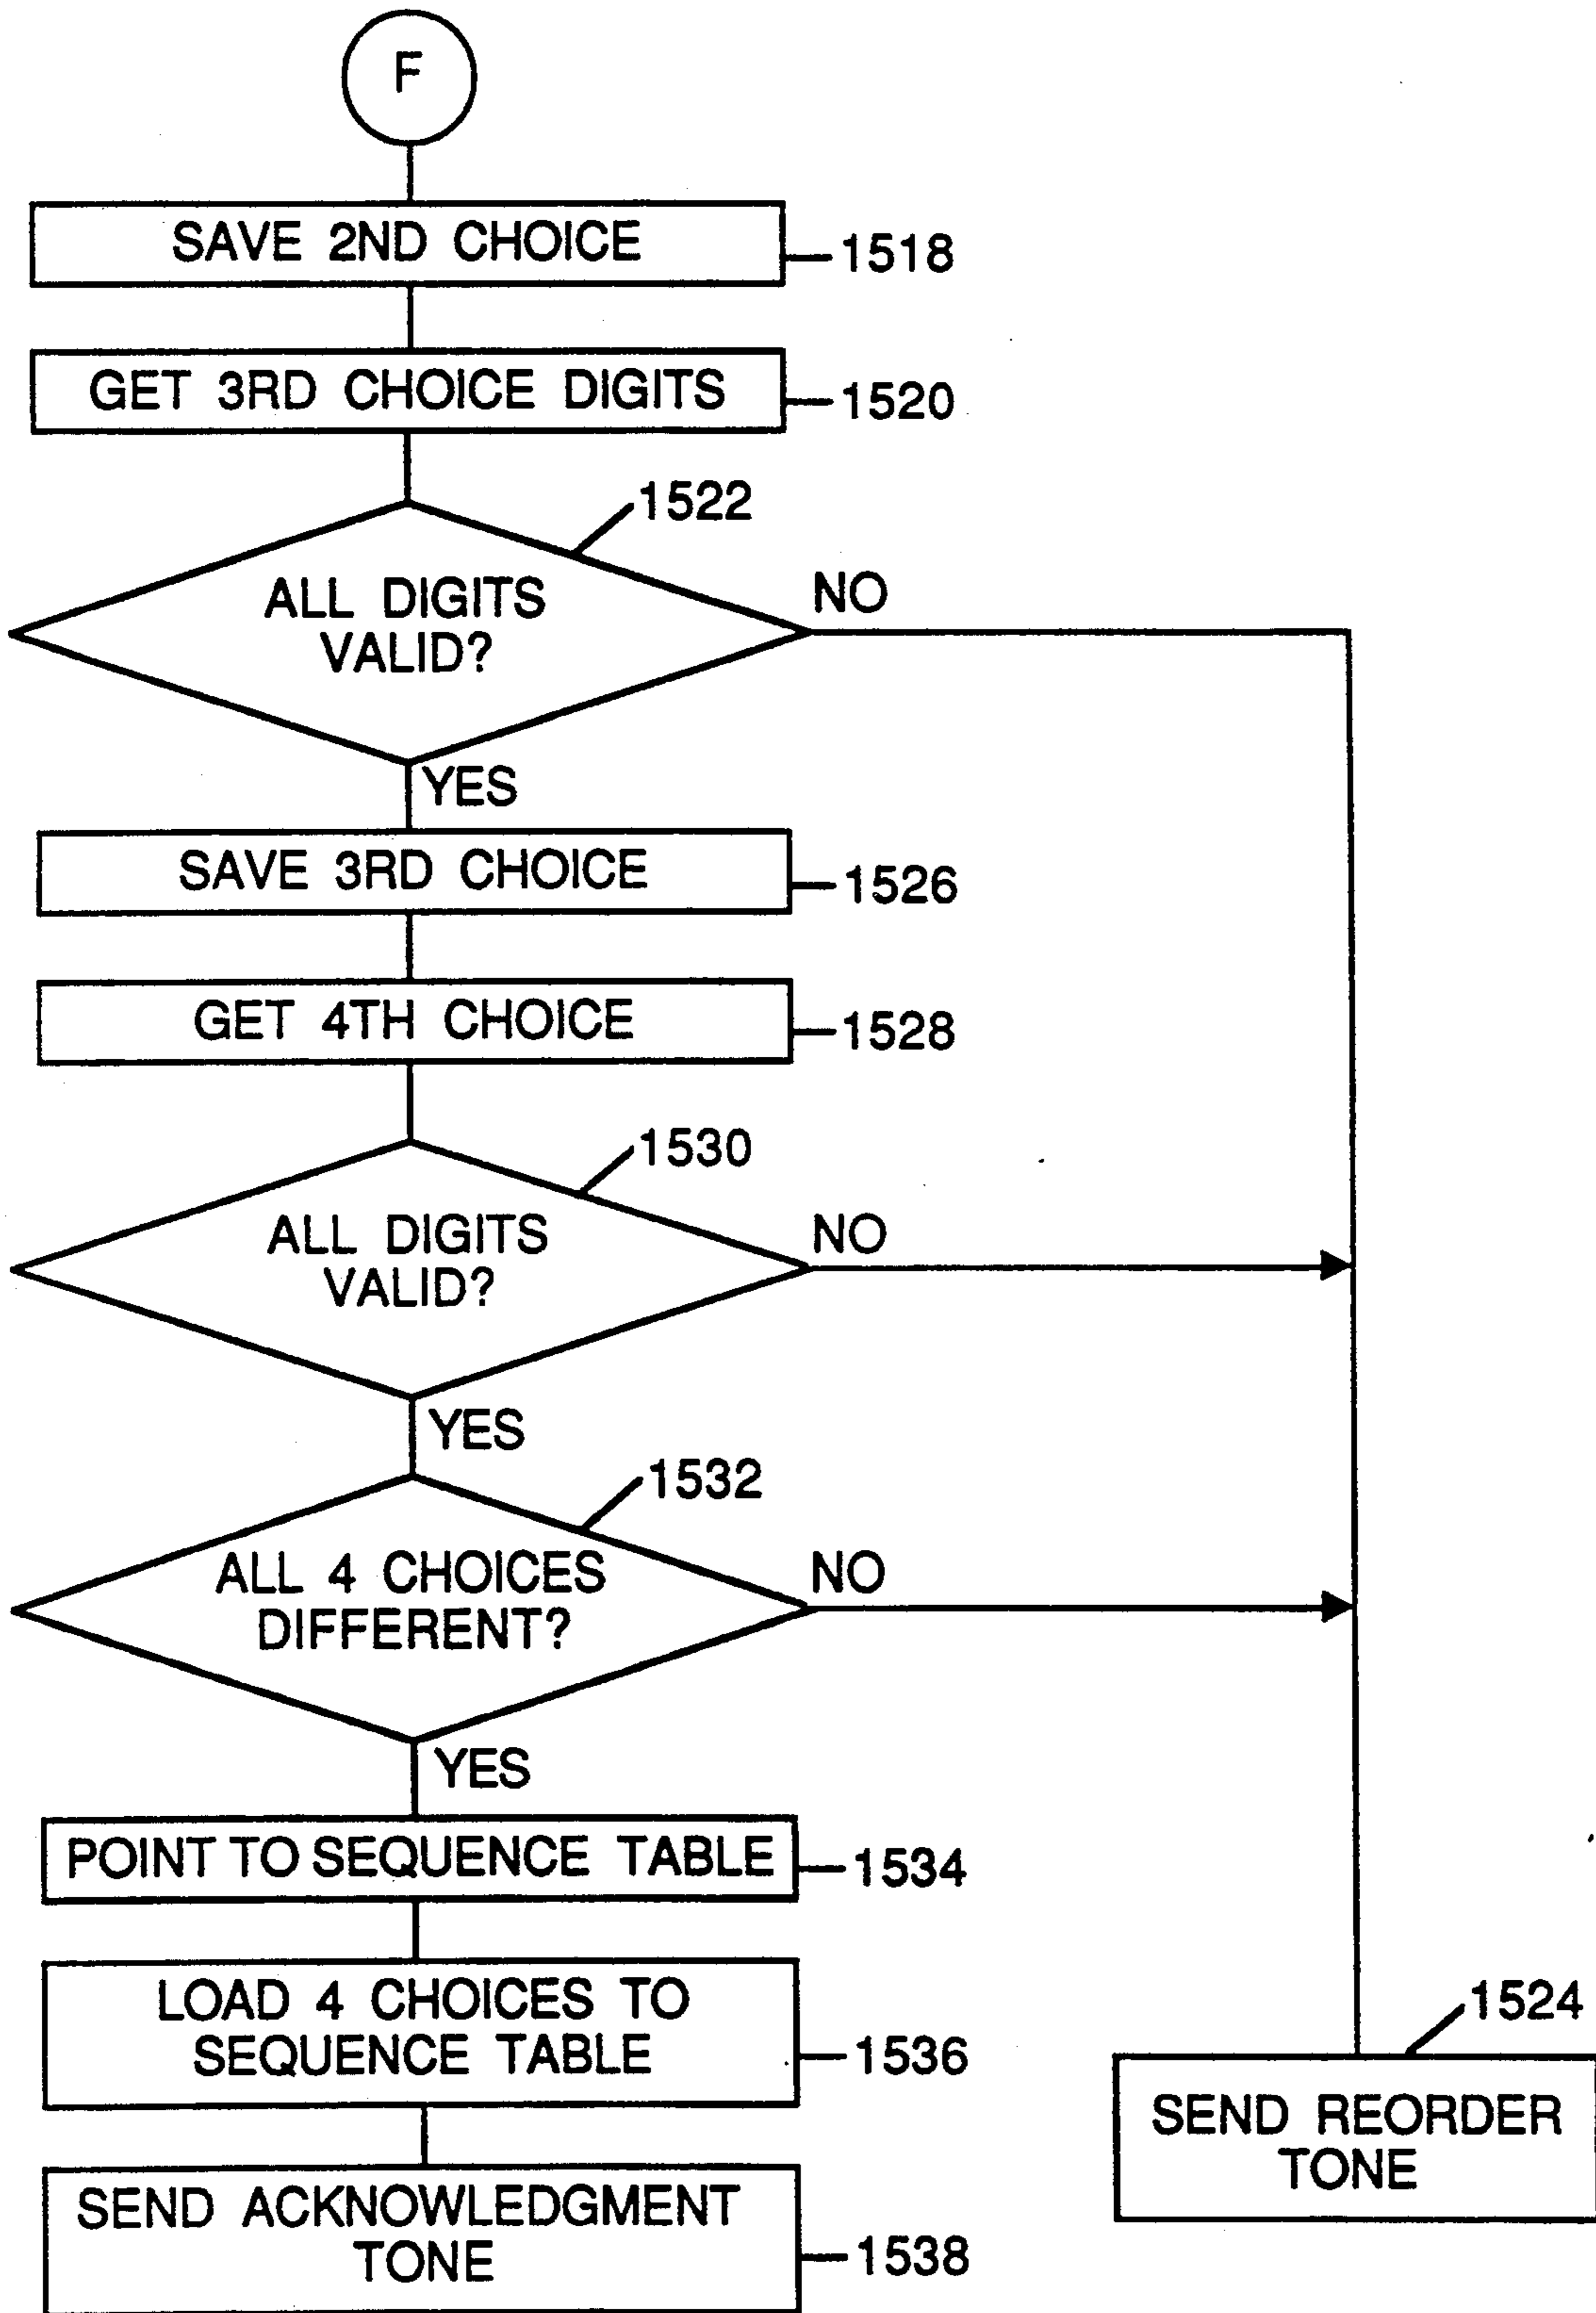 F
SAVE 2ND CHOICE
1518
GET 3RD CHOICE DIGITS
1520
1522
ALL DIGITS
VALID?
NO
YES
SAVE 3RD CHOICE
1526
GET 4TH CHOICE
1528
1530
ALL DIGITS
VALID?
NO
YES
1532
ALL 4 CHOICES
DIFFERENT?
NO
YES
POINT TO SEQUENCE TABLE
1534
LOAD 4 CHOICES TO
SEQUENCE TABLE
1536
1524
SEND REORDER
TONE
SEND ACKNOWLEDGMENT
TONE
1538